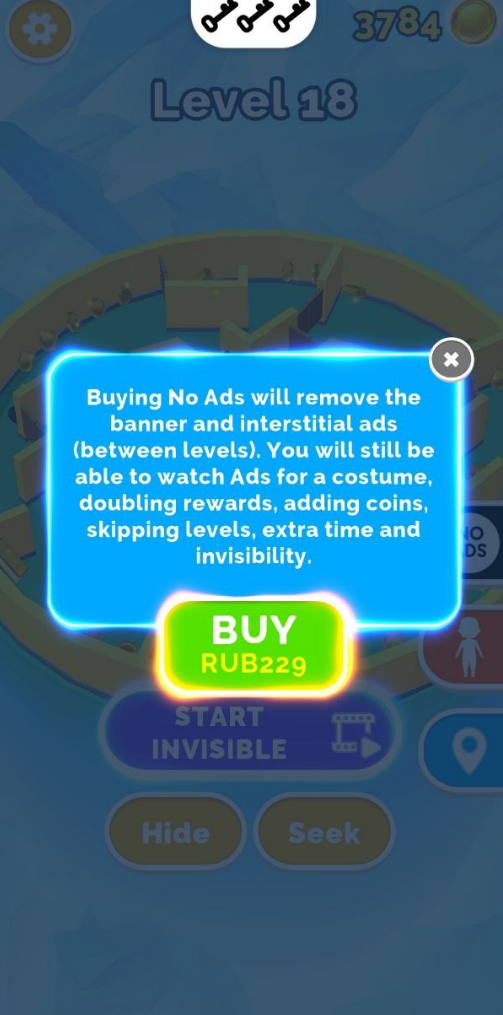 3784
Level 18
Buying No Ads will remove the
banner and interstitial ads
(between levels). You will still be
able to watch Ads for a costume,
doubling rewards, adding coins,
skipping levels, extra time and
invisibility.
NO
ADS
BUY
RUB229
START
INVISIBLE
Hide
Seek